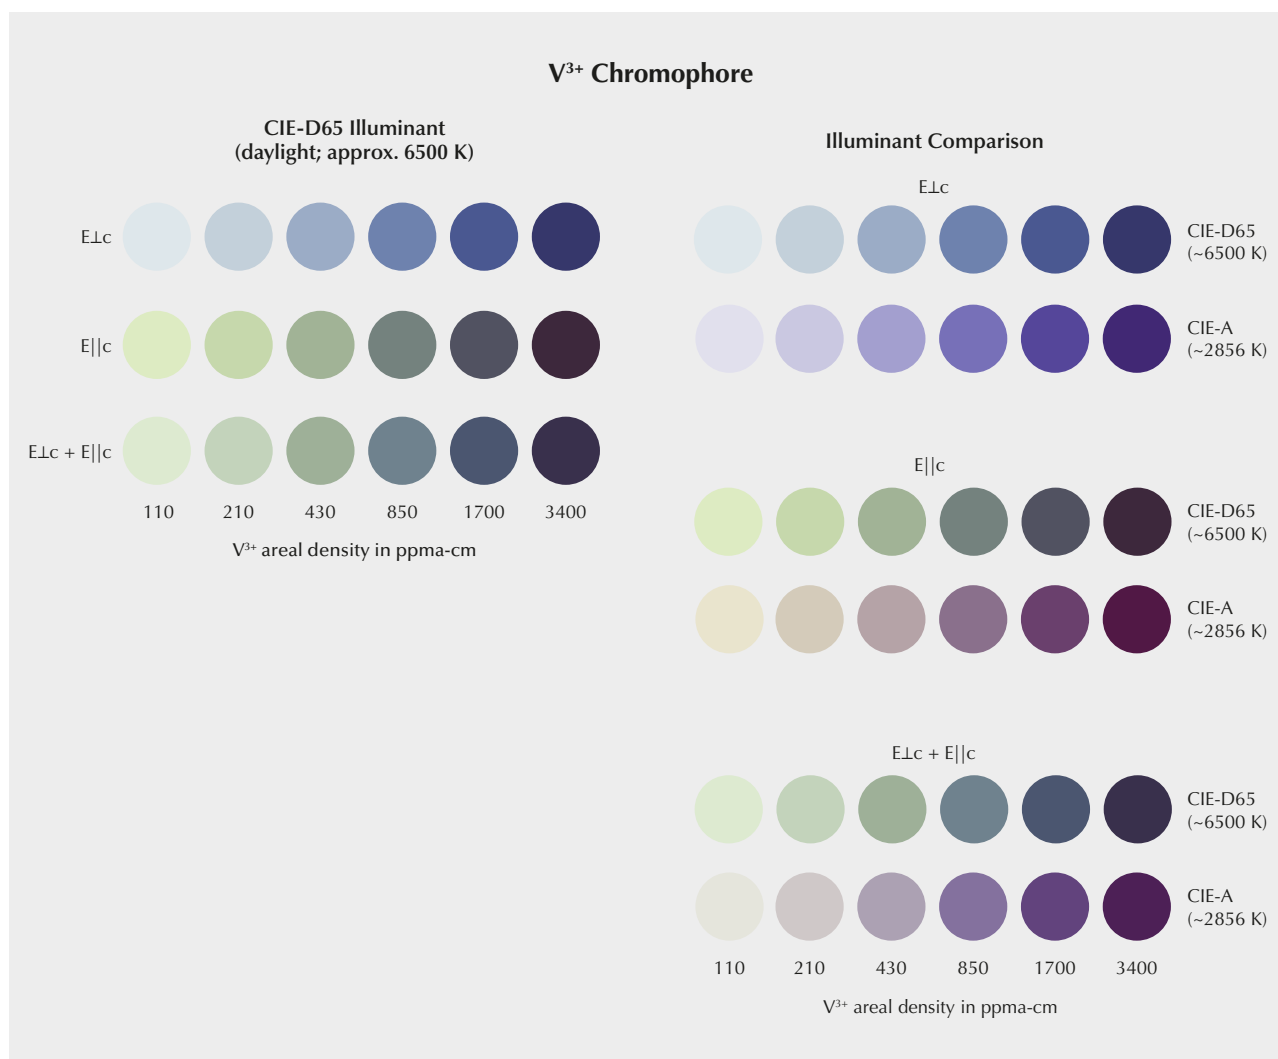 V³⁺ Chromophore
CIE-D65 Illuminant
(daylight; approx. 6500 K)
E⊥c
E||c
E⊥c + E||c
110 210 430 850 1700 3400
V³⁺ areal density in ppma-cm
Illuminant Comparison
E⊥c
CIE-D65
(~6500 K)
CIE-A
(~2856 K)
E||c
CIE-D65
(~6500 K)
CIE-A
(~2856 K)
E⊥c + E||c
CIE-D65
(~6500 K)
CIE-A
(~2856 K)
110 210 430 850 1700 3400
V³⁺ areal density in ppma-cm